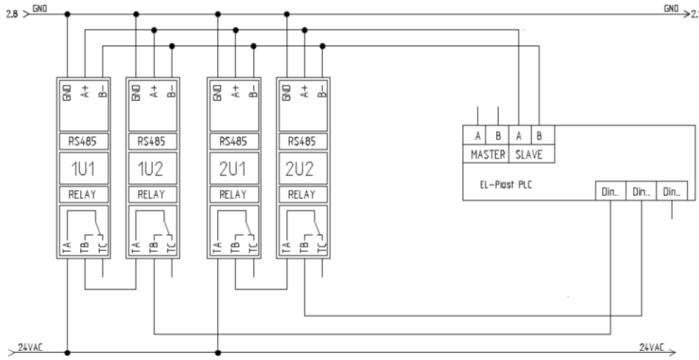 2.8 GND GND 2.
GND A+ B- GND A+ B- GND A+ B- GND A+ B-
RS485 RS485 RS485 RS485
1U1 1U2 2U1 2U2
RELAY RELAY RELAY RELAY
TA TB TC TA TB TC TA TB TC TA TB TC
A B A B
MASTER SLAVE
EL-Piast PLC
Din.. Din.. Din..
24VAC 24VAC